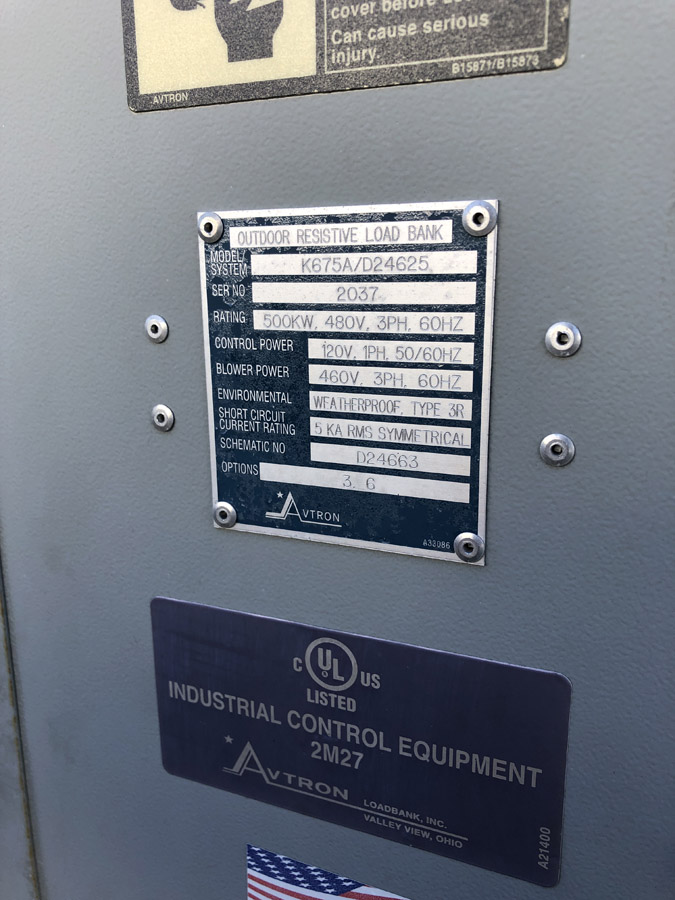 cover before
Can cause serious
injury.
B15871/B15873
AVTRON
OUTDOOR RESISTIVE LOAD BANK
MODEL/
SYSTEM K675A/D24625
SER NO 2037
RATING 500KW, 480V, 3PH, 60HZ
CONTROL POWER 120V, 1PH, 50/60HZ
BLOWER POWER 460V, 3PH, 60HZ
ENVIRONMENTAL WEATHERPROOF, TYPE 3R
SHORT CIRCUIT
CURRENT RATING 5 KA RMS SYMMETRICAL
SCHEMATIC NO D24663
OPTIONS 3, 6
AVTRON
A33086
C UL US
LISTED
INDUSTRIAL CONTROL EQUIPMENT
2M27
AVTRON LOADBANK, INC.
VALLEY VIEW, OHIO
A21400